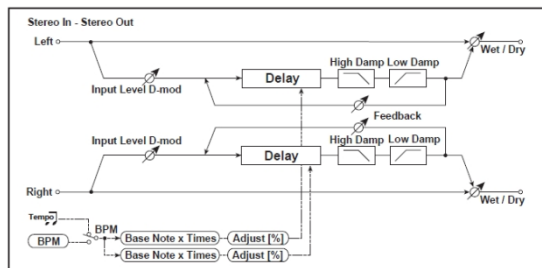 Stereo In - Stereo Out
Left
Wet / Dry
High Damp Low Damp
Delay
Input Level D-mod
Feedback
Input Level D-mod
High Damp Low Damp
Delay
Right
Wet / Dry
Tempo
BPM
BPM
Base Note x Times
Adjust [%]
Base Note x Times
Adjust [%]